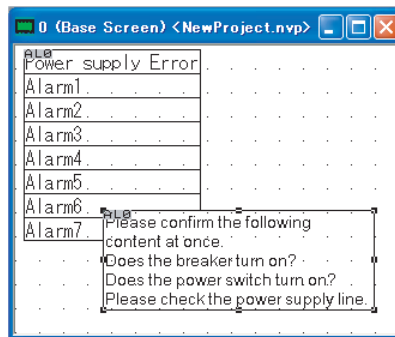 0 (Base Screen) <NewProject.nvp>
AL0
Power supply Error
Alarm1
Alarm2
Alarm3
Alarm4
Alarm5
Alarm6
Alarm7
AL0
Please confirm the following
content at once.
Does the breaker turn on?
Does the power switch turn on?
Please check the power supply line.